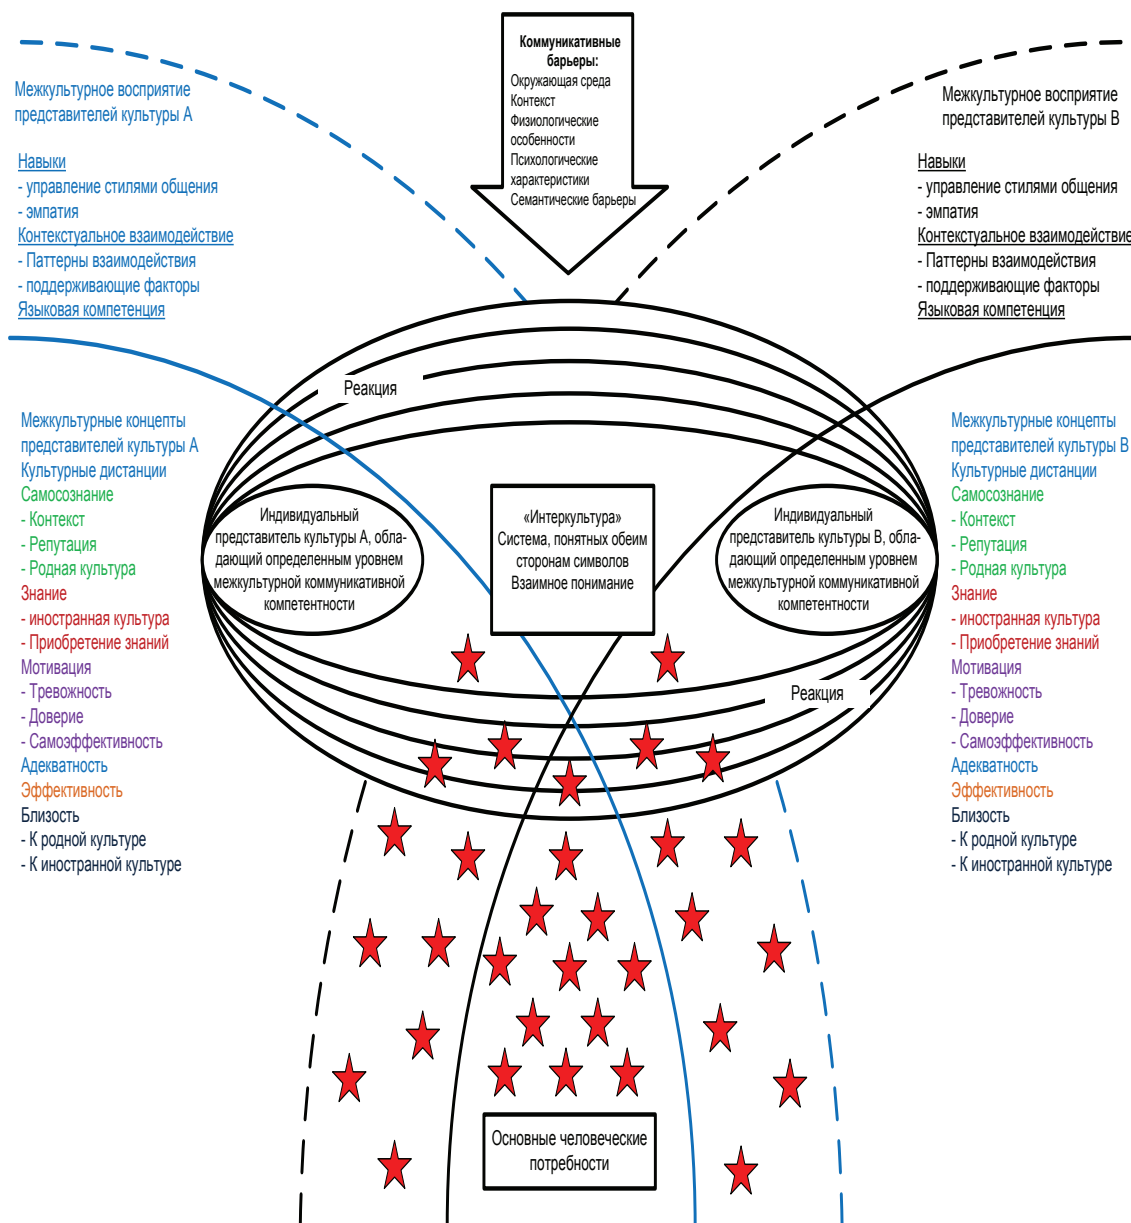 Коммуникативные
барьеры:
Окружающая среда
Контекст
Физиологические
особенности
Психологические
характеристики
Семантические барьеры
Межкультурное восприятие
представителей культуры А
Навыки
- управление стилями общения
- эмпатия
Контекстуальное взаимодействие
- Паттерны взаимодействия
- поддерживающие факторы
Языковая компетенция
Межкультурное восприятие
представителей культуры В
Навыки
- управление стилями общения
- эмпатия
Контекстуальное взаимодействие
- Паттерны взаимодействия
- поддерживающие факторы
Языковая компетенция
Реакция
Межкультурные концепты
представителей культуры А
Культурные дистанции
Самосознание
- Контекст
- Репутация
- Родная культура
Знание
- иностранная культура
- Приобретение знаний
Мотивация
- Тревожность
- Доверие
- Самоэффективность
Адекватность
Эффективность
Близость
- К родной культуре
- К иностранной культуре
Индивидуальный
представитель культуры А, обла-
дающий определенным уровнем
межкультурной коммуникативной
компетентности
«Интеркультура»
Система, понятных обеим
сторонам символов
Взаимное понимание
Индивидуальный
представитель культуры В, обла-
дающий определенным уровнем
межкультурной коммуникативной
компетентности
Межкультурные концепты
представителей культуры В
Культурные дистанции
Самосознание
- Контекст
- Репутация
- Родная культура
Знание
- иностранная культура
- Приобретение знаний
Мотивация
- Тревожность
- Доверие
- Самоэффективность
Адекватность
Эффективность
Близость
- К родной культуре
- К иностранной культуре
Реакция
Основные человеческие
потребности